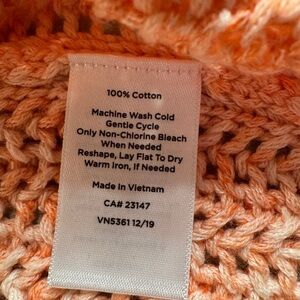 100% Cotton
Machine Wash Cold
Gentle Cycle
Only Non-Chlorine Bleach
When Needed
Reshape, Lay Flat To Dry
Warm Iron, If Needed
Made in Vietnam
CA# 23147
VN5361 12/19